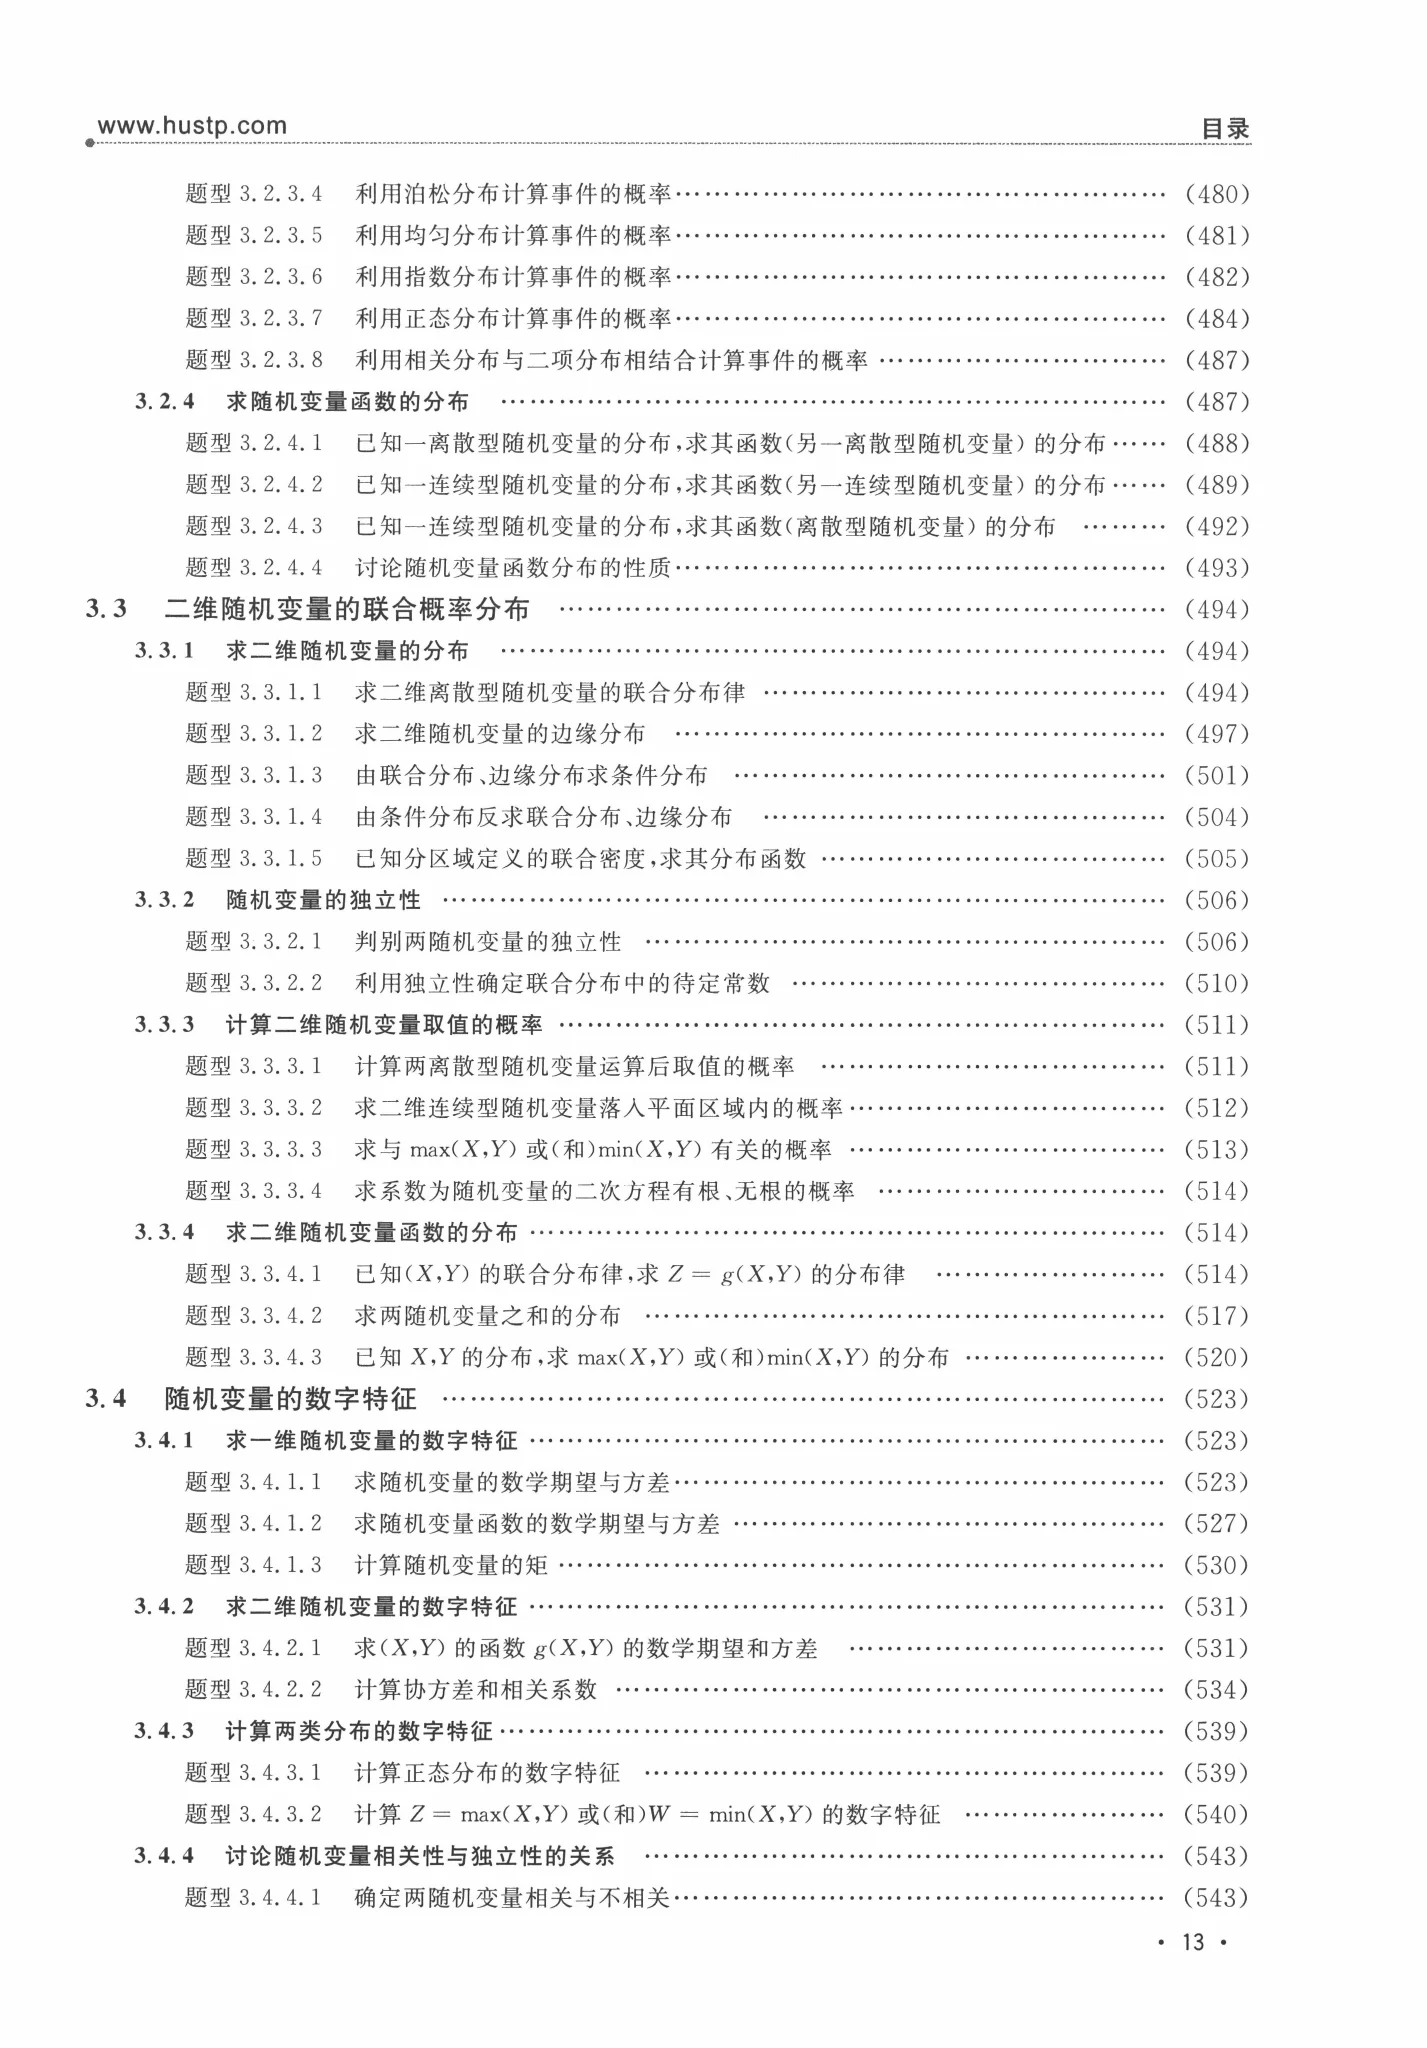 www.hustp.com 目录
题型 3.2.3.4 利用泊松分布计算事件的概率…………………………………………… (480)
题型 3.2.3.5 利用均匀分布计算事件的概率…………………………………………… (481)
题型 3.2.3.6 利用指数分布计算事件的概率…………………………………………… (482)
题型 3.2.3.7 利用正态分布计算事件的概率…………………………………………… (484)
题型 3.2.3.8 利用相关分布与二项分布相结合计算事件的概率 ………………………… (487)
3.2.4 求随机变量函数的分布 …………………………………………………………… (487)
题型 3.2.4.1 已知一离散型随机变量的分布,求其函数(另一离散型随机变量) 的分布…… (488)
题型 3.2.4.2 已知一连续型随机变量的分布,求其函数(另一连续型随机变量) 的分布…… (489)
题型 3.2.4.3 已知一连续型随机变量的分布,求其函数(离散型随机变量) 的分布 ……… (492)
题型 3.2.4.4 讨论随机变量函数分布的性质…………………………………………… (493)
3.3 二维随机变量的联合概率分布 ……………………………………………………… (494)
3.3.1 求二维随机变量的分布 …………………………………………………………… (494)
题型 3.3.1.1 求二维离散型随机变量的联合分布律 …………………………………… (494)
题型 3.3.1.2 求二维随机变量的边缘分布 …………………………………………… (497)
题型 3.3.1.3 由联合分布、边缘分布求条件分布 ……………………………………… (501)
题型 3.3.1.4 由条件分布反求联合分布、边缘分布 …………………………………… (504)
题型 3.3.1.5 已知分区域定义的联合密度,求其分布函数 ……………………………… (505)
3.3.2 随机变量的独立性 ………………………………………………………………… (506)
题型 3.3.2.1 判别两随机变量的独立性 ……………………………………………… (506)
题型 3.3.2.2 利用独立性确定联合分布中的待定常数 ………………………………… (510)
3.3.3 计算二维随机变量取值的概率 ……………………………………………………… (511)
题型 3.3.3.1 计算两离散型随机变量运算后取值的概率 ……………………………… (511)
题型 3.3.3.2 求二维连续型随机变量落入平面区域内的概率…………………………… (512)
题型 3.3.3.3 求与 max(X,Y) 或(和)min(X,Y) 有关的概率 …………………………… (513)
题型 3.3.3.4 求系数为随机变量的二次方程有根、无根的概率 ………………………… (514)
3.3.4 求二维随机变量函数的分布 ………………………………………………………… (514)
题型 3.3.4.1 已知(X,Y) 的联合分布律,求 Z = g(X,Y) 的分布律 …………………… (514)
题型 3.3.4.2 求两随机变量之和的分布 ……………………………………………… (517)
题型 3.3.4.3 已知 X,Y 的分布,求 max(X,Y) 或(和)min(X,Y) 的分布 ………………… (520)
3.4 随机变量的数字特征 ………………………………………………………………… (523)
3.4.1 求一维随机变量的数字特征 ………………………………………………………… (523)
题型 3.4.1.1 求随机变量的数学期望与方差…………………………………………… (523)
题型 3.4.1.2 求随机变量函数的数学期望与方差 ……………………………………… (527)
题型 3.4.1.3 计算随机变量的矩 ……………………………………………………… (530)
3.4.2 求二维随机变量的数字特征 ………………………………………………………… (531)
题型 3.4.2.1 求(X,Y) 的函数 g(X,Y) 的数学期望和方差 …………………………… (531)
题型 3.4.2.2 计算协方差和相关系数 ………………………………………………… (534)
3.4.3 计算两类分布的数字特征…………………………………………………………… (539)
题型 3.4.3.1 计算正态分布的数字特征 ……………………………………………… (539)
题型 3.4.3.2 计算 Z = max(X,Y) 或(和)W = min(X,Y) 的数字特征 ………………… (540)
3.4.4 讨论随机变量相关性与独立性的关系 ……………………………………………… (543)
题型 3.4.4.1 确定两随机变量相关与不相关…………………………………………… (543)
· 13 ·